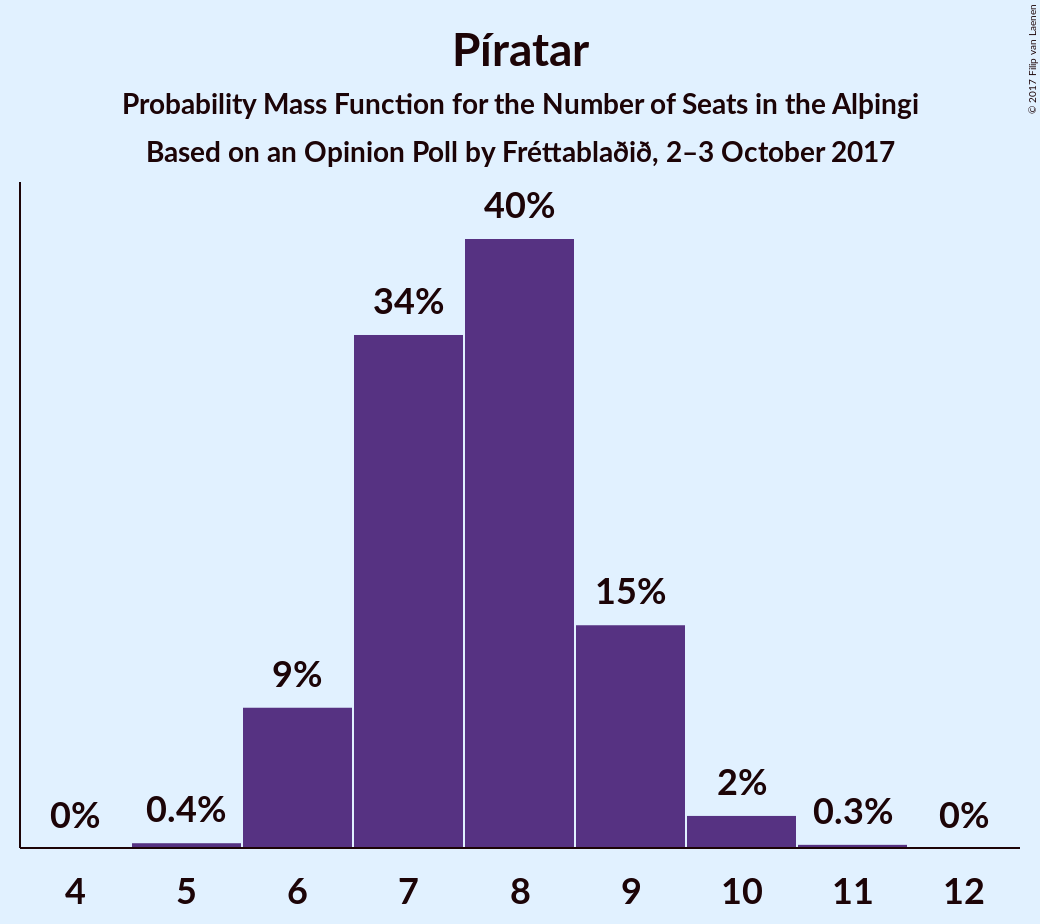 Píratar
Probability Mass Function for the Number of Seats in the Alþingi
Based on an Opinion Poll by Fréttablaðið, 2–3 October 2017
© 2017 Filip van Laenen
40%
34%
15%
9%
2%
0% 0.4% 0.3% 0%
4 5 6 7 8 9 10 11 12